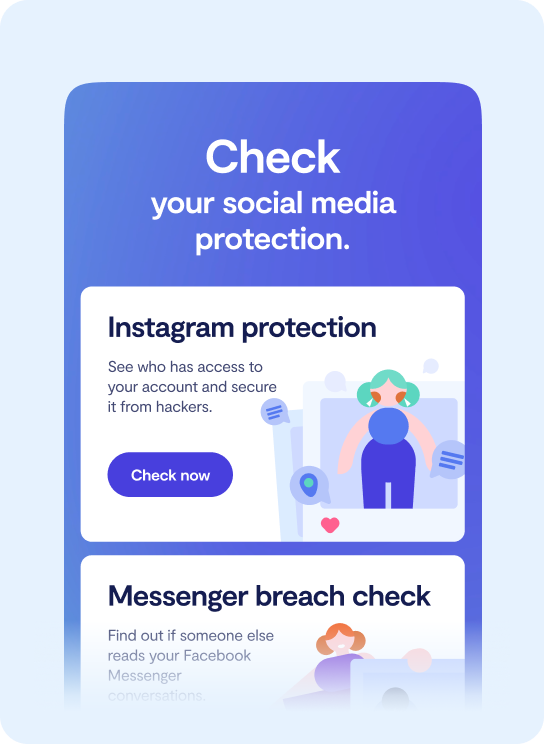 Check
your social media
protection.
Instagram protection
See who has access to
your account and secure
it from hackers.
Check now
Messenger breach check
Find out if someone else
reads your Facebook
Messenger
conversations.